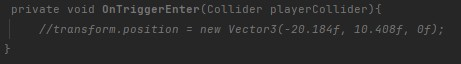 private void OnTriggerEnter(Collider playerCollider){
//transform.position = new Vector3(-20.184f, 10.408f, 0f);
}